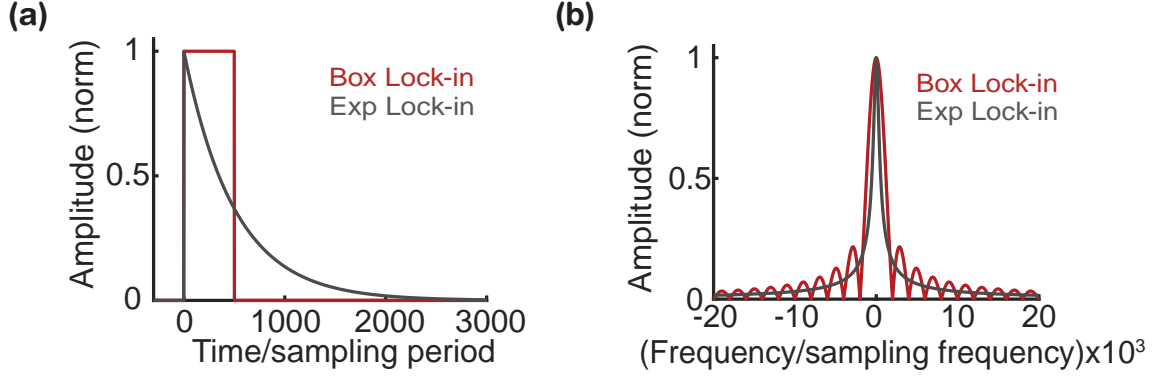 (a)
Amplitude (norm)
1
0.5
0
Box Lock-in
Exp Lock-in
0 1000 2000 3000
Time/sampling period
(b)
Amplitude (norm)
1
0.5
0
Box Lock-in
Exp Lock-in
-20 -10 0 10 20
(Frequency/sampling frequency)x10³